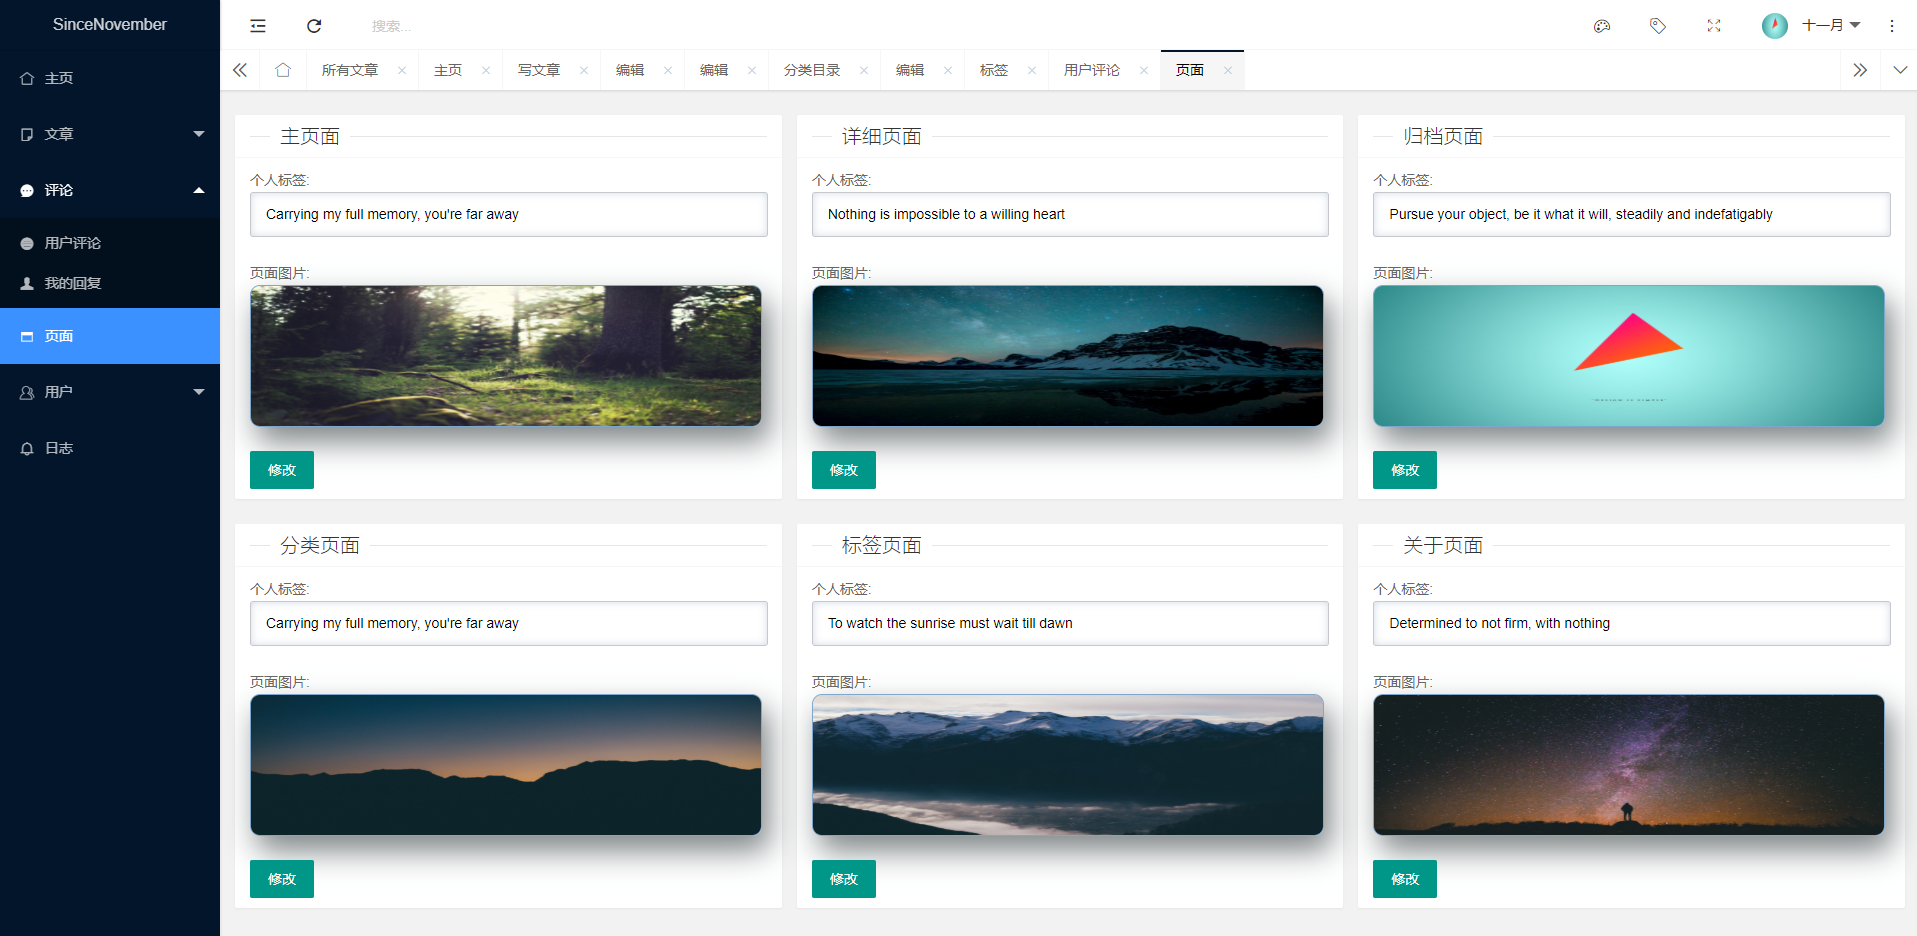 SinceNovember
搜索...
十一月
主页
文章
评论
用户评论
我的回复
页面
用户
日志
所有文章
主页
写文章
编辑
编辑
分类目录
编辑
标签
用户评论
页面
主页面
个人标签:
Carrying my full memory, you're far away
页面图片:
修改
详细页面
个人标签:
Nothing is impossible to a willing heart
页面图片:
修改
归档页面
个人标签:
Pursue your object, be it what it will, steadily and indefatigably
页面图片:
修改
分类页面
个人标签:
Carrying my full memory, you're far away
页面图片:
修改
标签页面
个人标签:
To watch the sunrise must wait till dawn
页面图片:
修改
关于页面
个人标签:
Determined to not firm, with nothing
页面图片:
修改